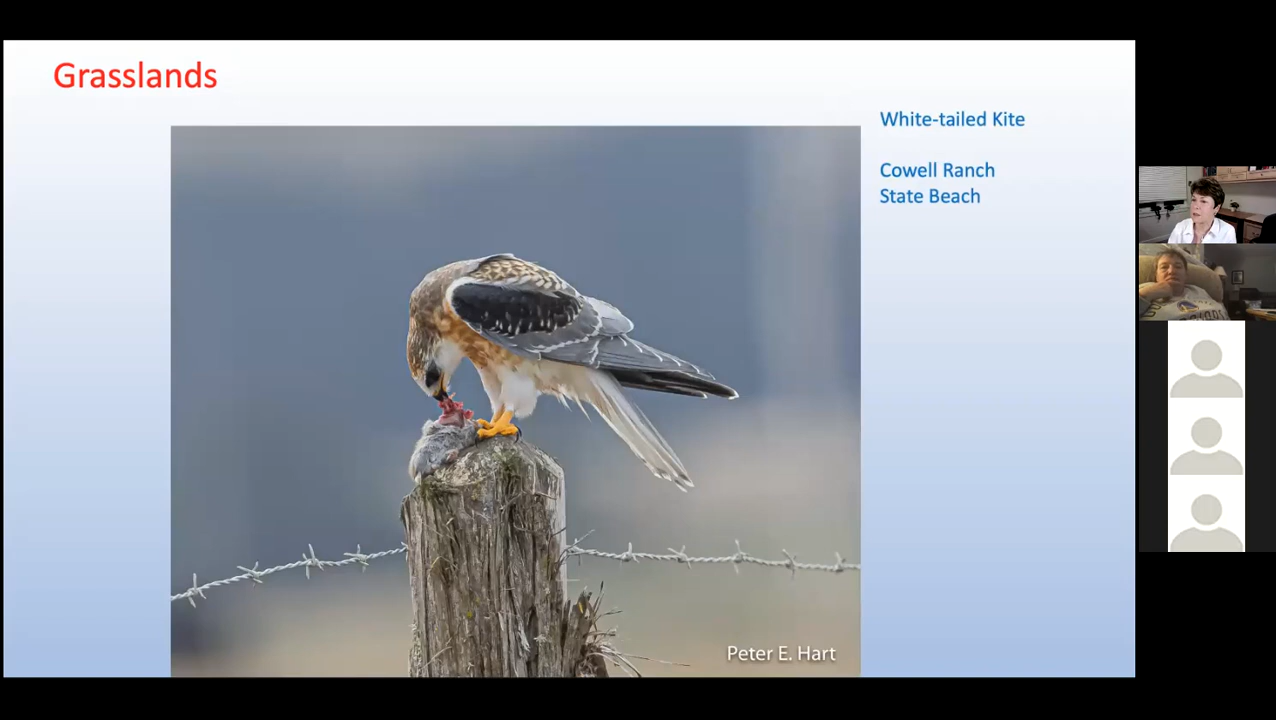 Grasslands
White-tailed Kite
Cowell Ranch
State Beach
Peter E. Hart